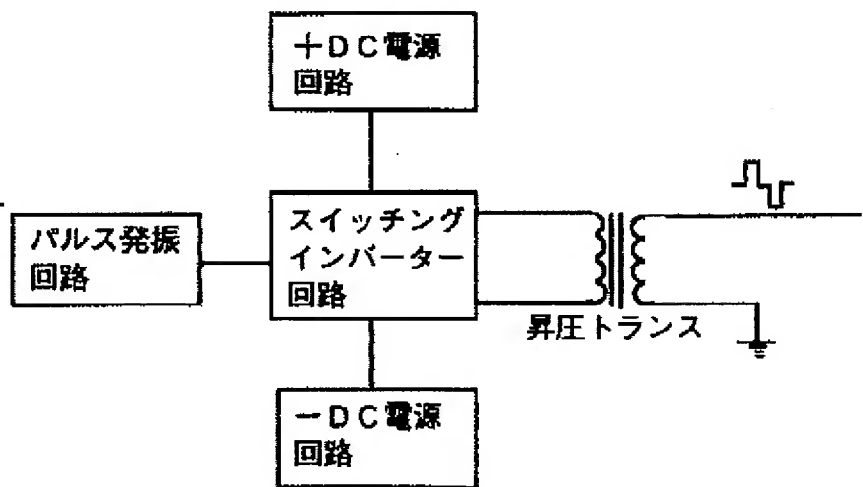 ＋ＤＣ電源
回路
パルス発振
回路
スイッチング
インバーター
回路
昇圧トランス
－ＤＣ電源
回路